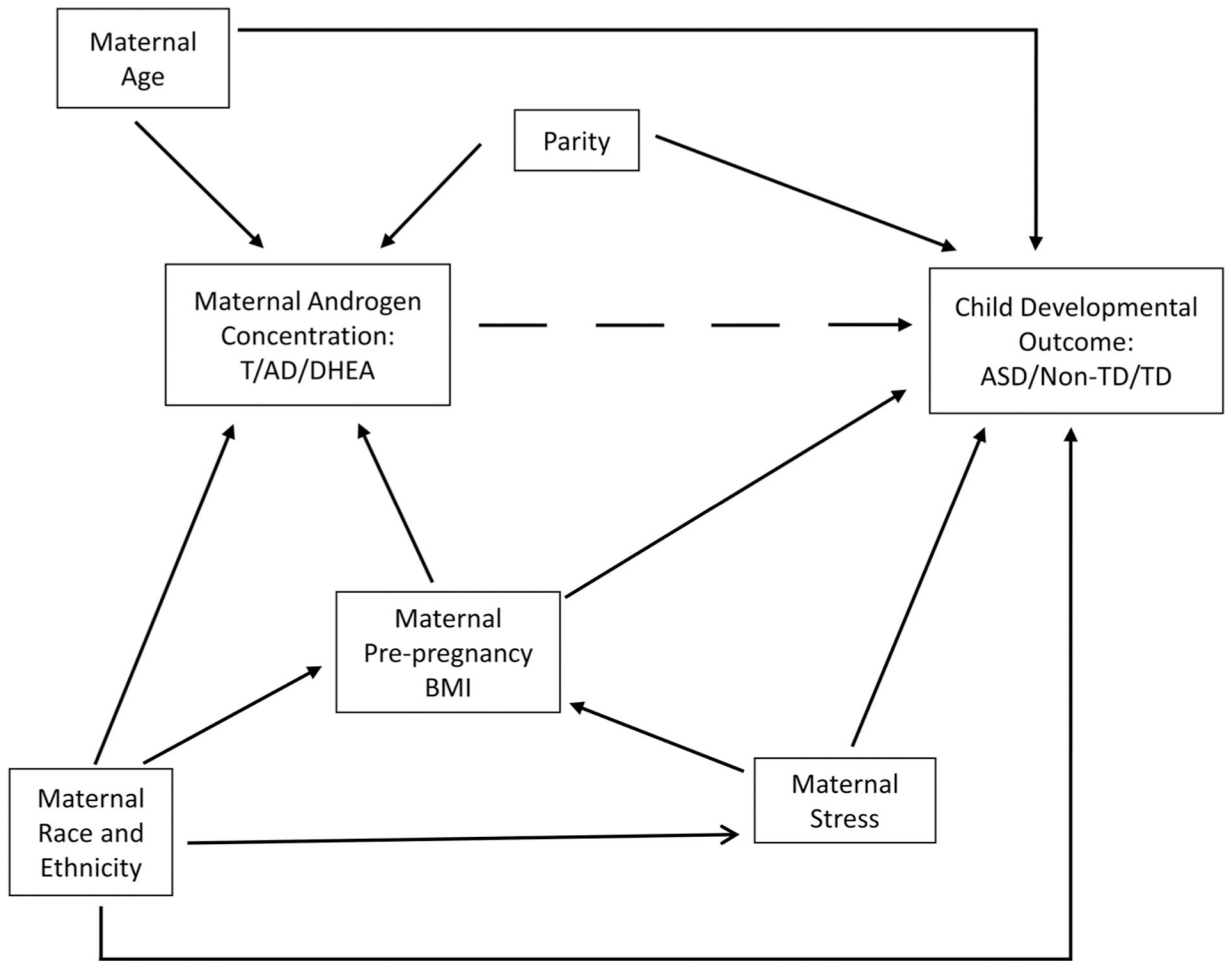 Maternal
Age
Parity
Maternal Androgen
Concentration:
T/AD/DHEA
Child Developmental
Outcome:
ASD/Non-TD/TD
Maternal
Pre-pregnancy
BMI
Maternal
Stress
Maternal
Race and
Ethnicity